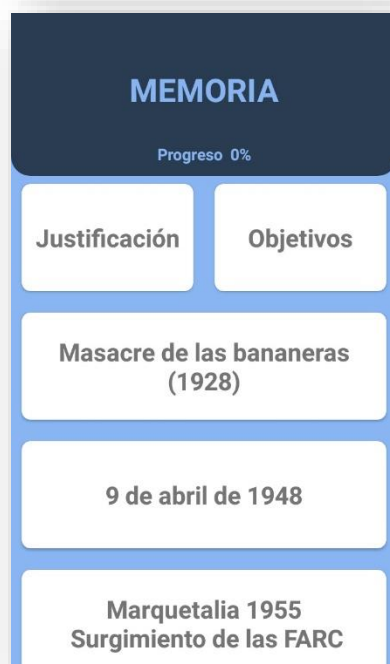 MEMORIA
Progreso 0%
Justificación
Objetivos
Masacre de las bananeras
(1928)
9 de abril de 1948
Marquetalia 1955
Surgimiento de las FARC